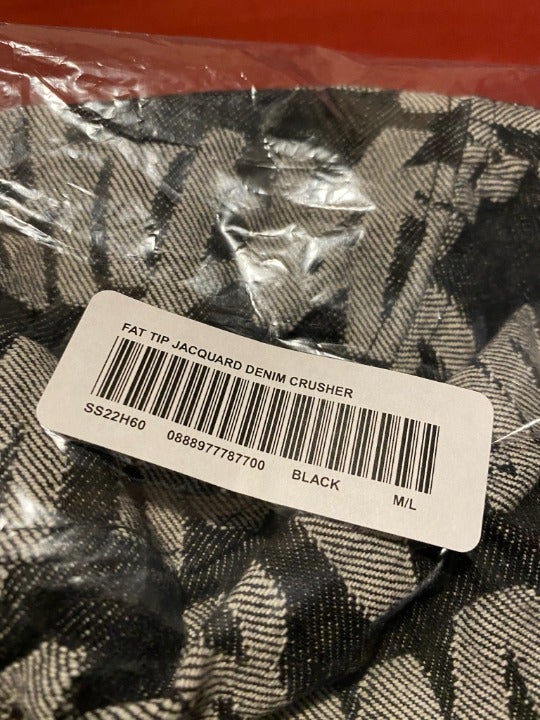 FAT TIP JACQUARD DENIM CRUSHER
SS22H60 0888977787700 BLACK M/L